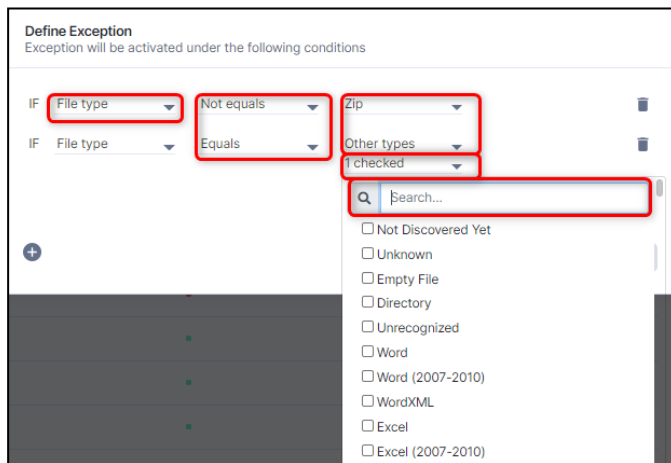 Define Exception
Exception will be activated under the following conditions
IF File type Not equals Zip
IF File type Equals Other types
1 checked
Search...
Not Discovered Yet
Unknown
Empty File
Directory
Unrecognized
Word
Word (2007-2010)
WordXML
Excel
Excel (2007-2010)